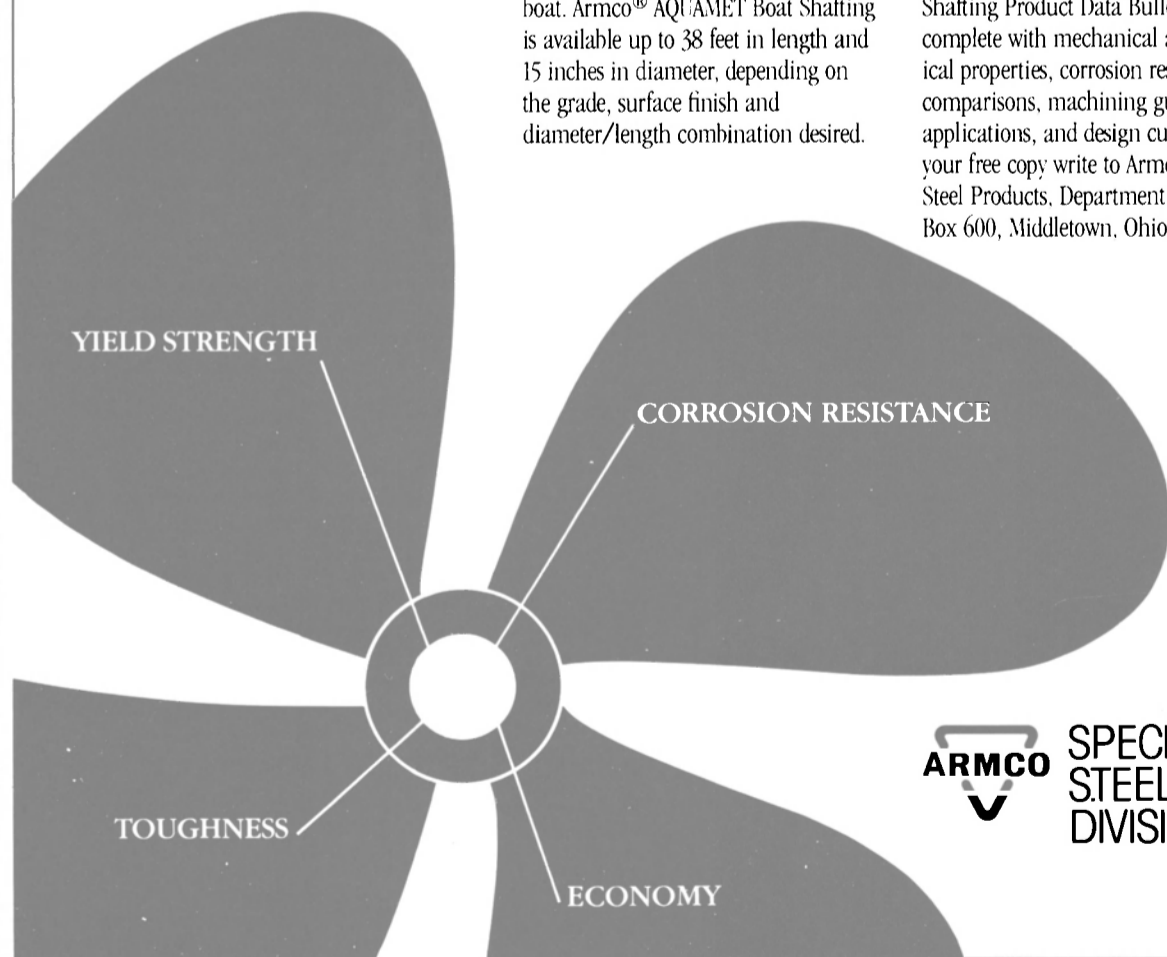 boat. Armco® AQUAMET Boat Shafting
is available up to 38 feet in length and
15 inches in diameter, depending on
the grade, surface finish and
diameter/length combination desired.
Shafting Product Data Bull
complete with mechanical
ical properties, corrosion re
comparisons, machining g
applications, and design cu
your free copy write to Arm
Steel Products, Department
Box 600, Middletown, Ohio
YIELD STRENGTH
CORROSION RESISTANCE
TOUGHNESS
ECONOMY
ARMCO
SPECI
STEEL
DIVISI